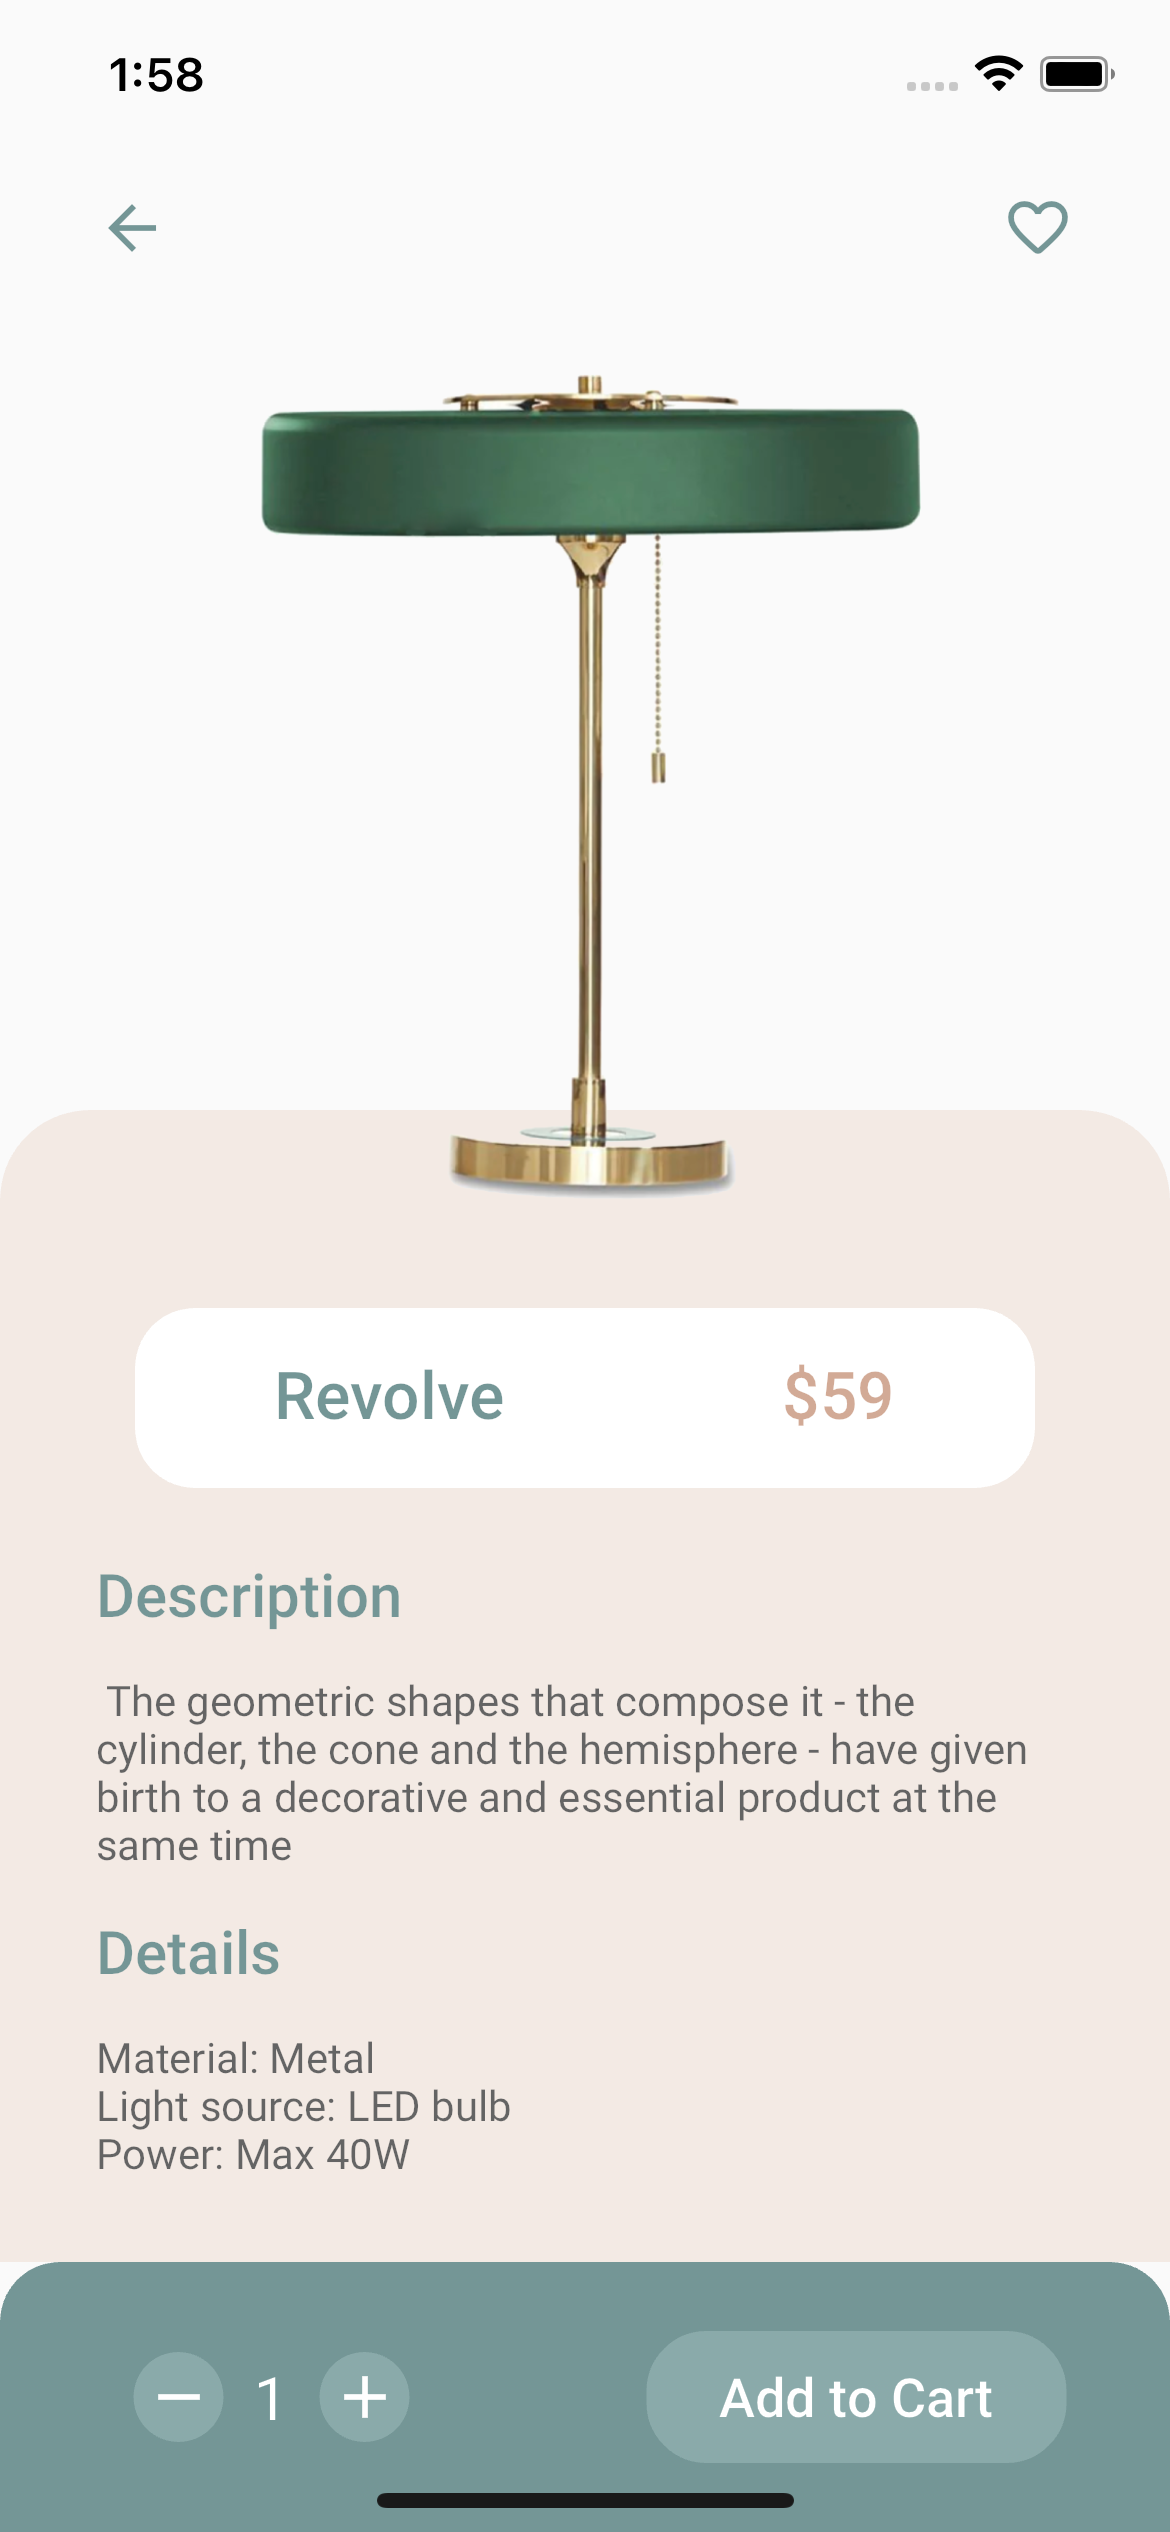 1:58
Revolve $59
Description
The geometric shapes that compose it - the
cylinder, the cone and the hemisphere - have given
birth to a decorative and essential product at the
same time
Details
Material: Metal
Light source: LED bulb
Power: Max 40W
1 Add to Cart